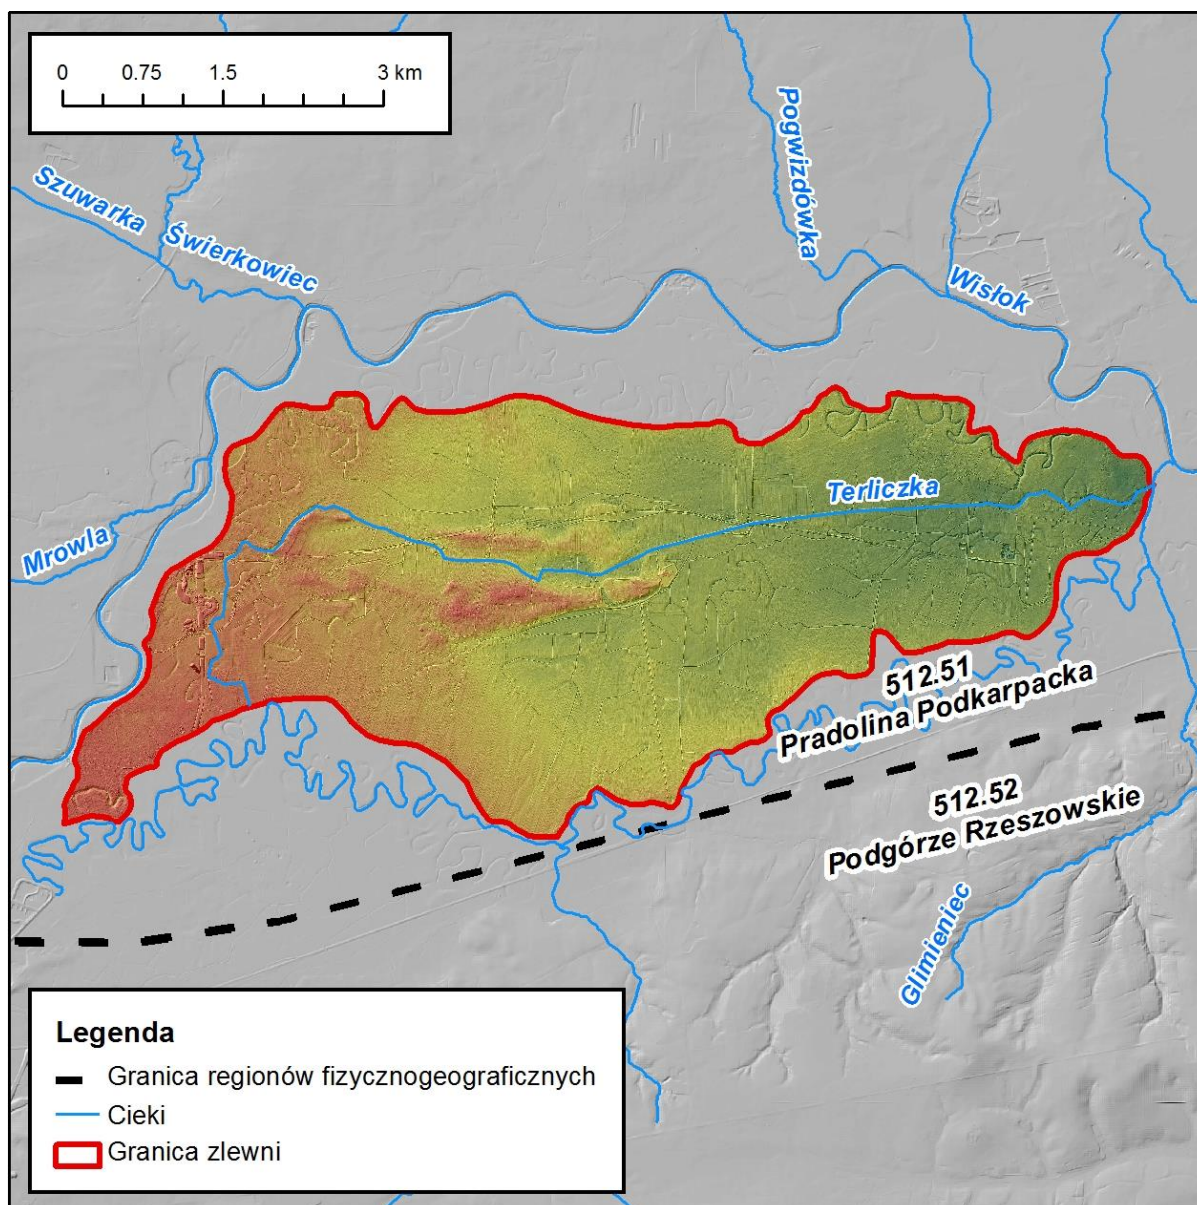 0 0.75 1.5 3 km
Pogwizdówka
Szuwarka
Świerkowiec
Wisłok
Terliczka
Mrowla
512.51
Pradolina Podkarpacka
512.52
Podgórze Rzeszowskie
Glimieniec
Legenda
Granica regionów fizycznogeograficznych
Cieki
Granica zlewni